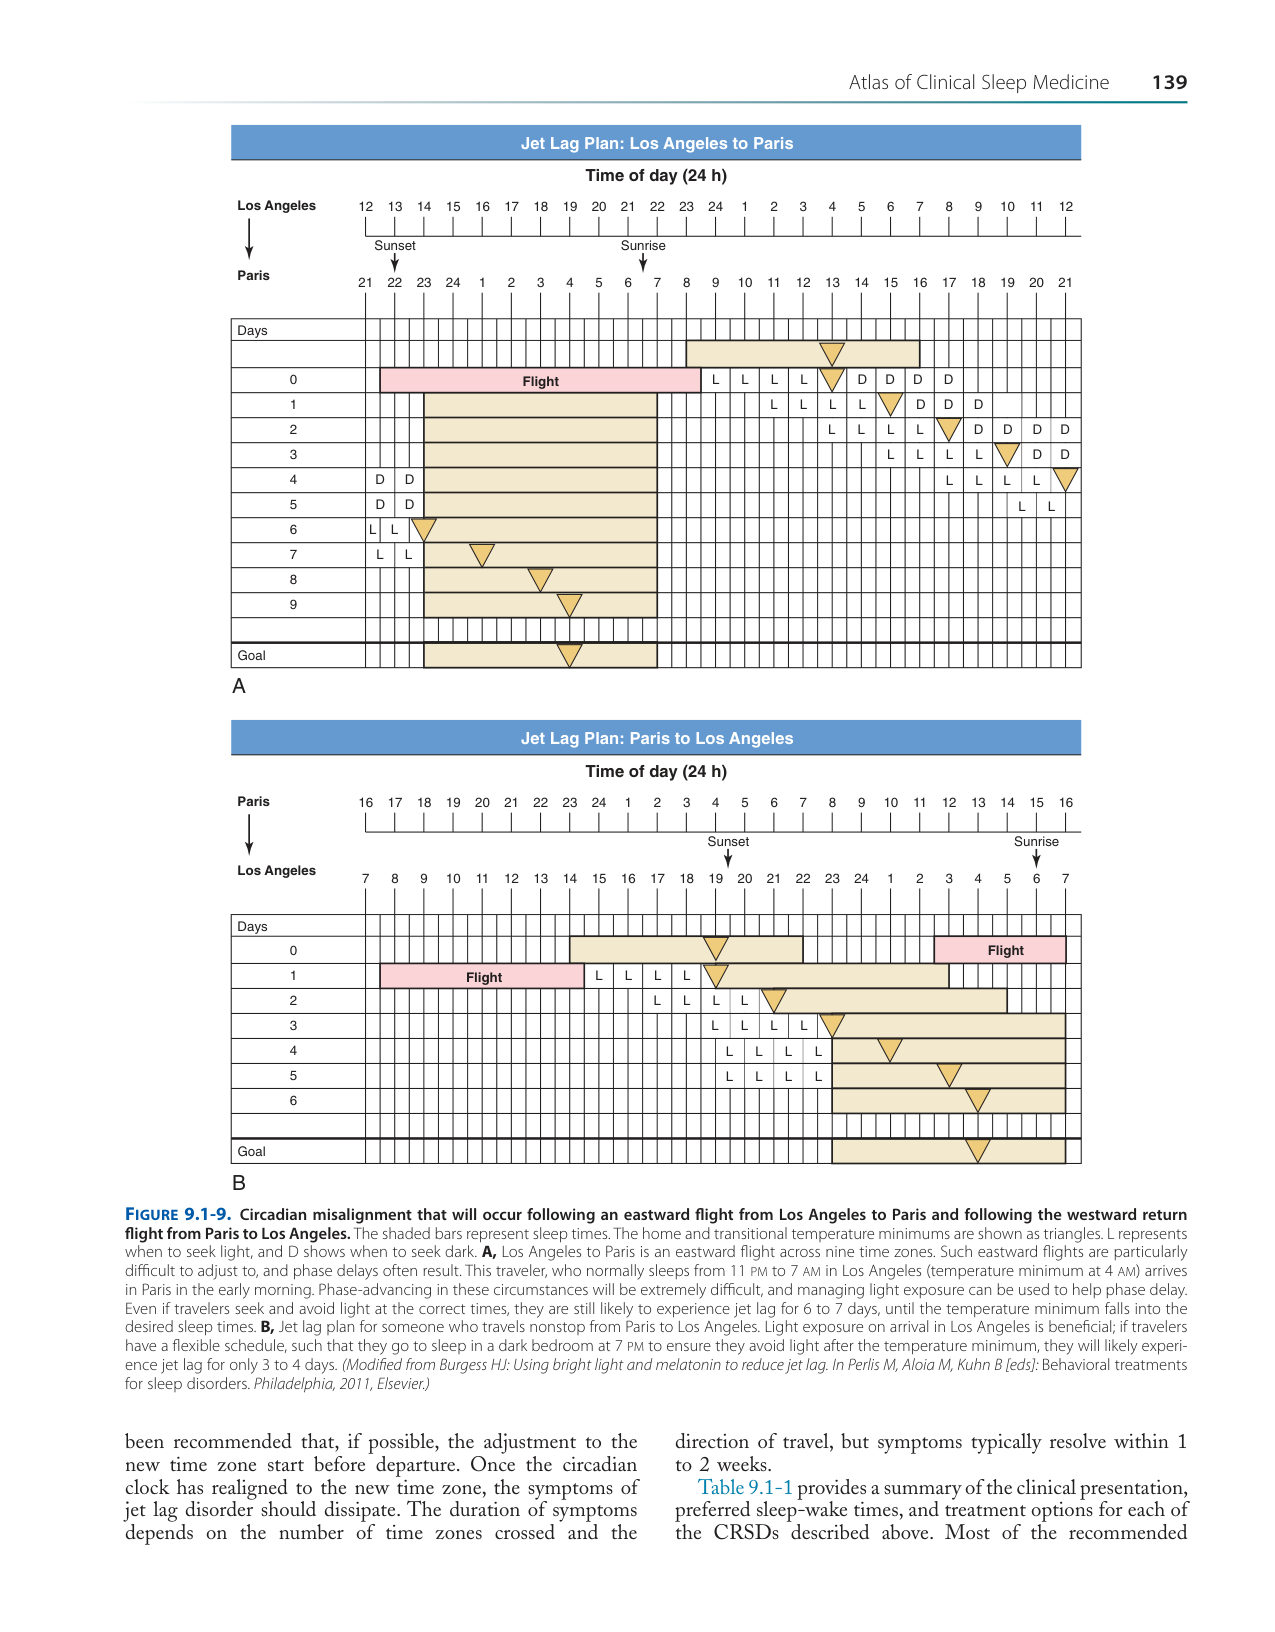 Atlas of Clinical Sleep Medicine 139
Jet Lag Plan: Los Angeles to Paris
Time of day (24 h)
Los Angeles 12 13 14 15 16 17 18 19 20 21 22 23 24 1 2 3 4 5 6 7 8 9 10 11 12
Sunset Sunrise
Paris 21 22 23 24 1 2 3 4 5 6 7 8 9 10 11 12 13 14 15 16 17 18 19 20 21
Days
0 Flight L L L L D D D D
1 L L L L D D D
2 L L L L D D D D
3 L L L L D D
4 D D L L L L
5 D D L L
6 L L
7 L L
8
9
Goal
A
Jet Lag Plan: Paris to Los Angeles
Time of day (24 h)
Paris 16 17 18 19 20 21 22 23 24 1 2 3 4 5 6 7 8 9 10 11 12 13 14 15 16
Sunset Sunrise
Los Angeles 7 8 9 10 11 12 13 14 15 16 17 18 19 20 21 22 23 24 1 2 3 4 5 6 7
Days
0 Flight
1 Flight L L L L
2 L L L L
3 L L L L
4 L L L L
5 L L L L
6
Goal
B
FIGURE 9.1-9. Circadian misalignment that will occur following an eastward flight from Los Angeles to Paris and following the westward return
flight from Paris to Los Angeles. The shaded bars represent sleep times. The home and transitional temperature minimums are shown as triangles. L represents
when to seek light, and D shows when to seek dark. A, Los Angeles to Paris is an eastward flight across nine time zones. Such eastward flights are particularly
difficult to adjust to, and phase delays often result. This traveler, who normally sleeps from 11 PM to 7 AM in Los Angeles (temperature minimum at 4 AM) arrives
in Paris in the early morning. Phase-advancing in these circumstances will be extremely difficult, and managing light exposure can be used to help phase delay.
Even if travelers seek and avoid light at the correct times, they are still likely to experience jet lag for 6 to 7 days, until the temperature minimum falls into the
desired sleep times. B, Jet lag plan for someone who travels nonstop from Paris to Los Angeles. Light exposure on arrival in Los Angeles is beneficial; if travelers
have a flexible schedule, such that they go to sleep in a dark bedroom at 7 PM to ensure they avoid light after the temperature minimum, they will likely experi-
ence jet lag for only 3 to 4 days. (Modified from Burgess HJ: Using bright light and melatonin to reduce jet lag. In Perlis M, Aloia M, Kuhn B [eds]: Behavioral treatments
for sleep disorders. Philadelphia, 2011, Elsevier.)
been recommended that, if possible, the adjustment to the
new time zone start before departure. Once the circadian
clock has realigned to the new time zone, the symptoms of
jet lag disorder should dissipate. The duration of symptoms
depends on the number of time zones crossed and the
direction of travel, but symptoms typically resolve within 1
to 2 weeks.
Table 9.1-1 provides a summary of the clinical presentation,
preferred sleep-wake times, and treatment options for each of
the CRSDs described above. Most of the recommended